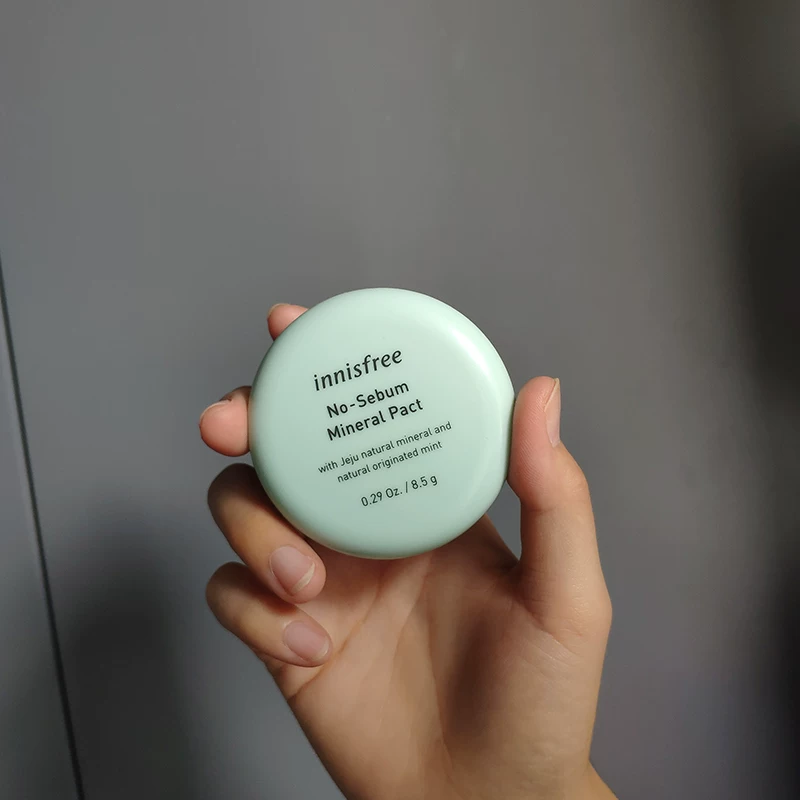 innisfree
No-Sebum
Mineral Pact
with Jeju natural mineral and
natural originated mint
0.29 Oz. / 8.5 g